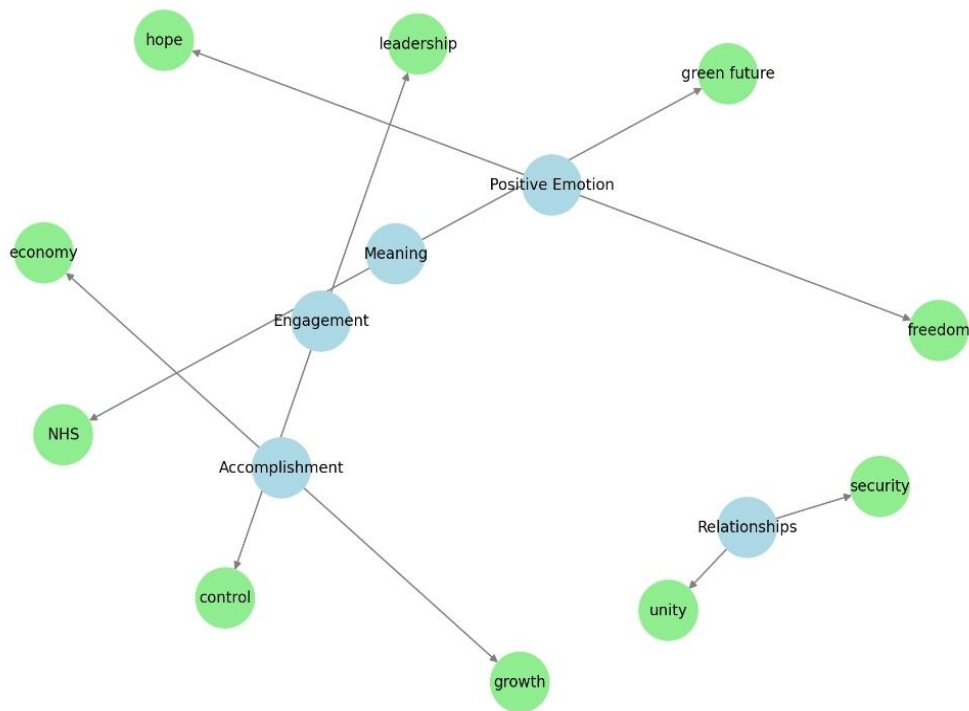 hope
leadership
green future
Positive Emotion
economy
Meaning
Engagement
freedom
NHS
Accomplishment
security
Relationships
control
unity
growth